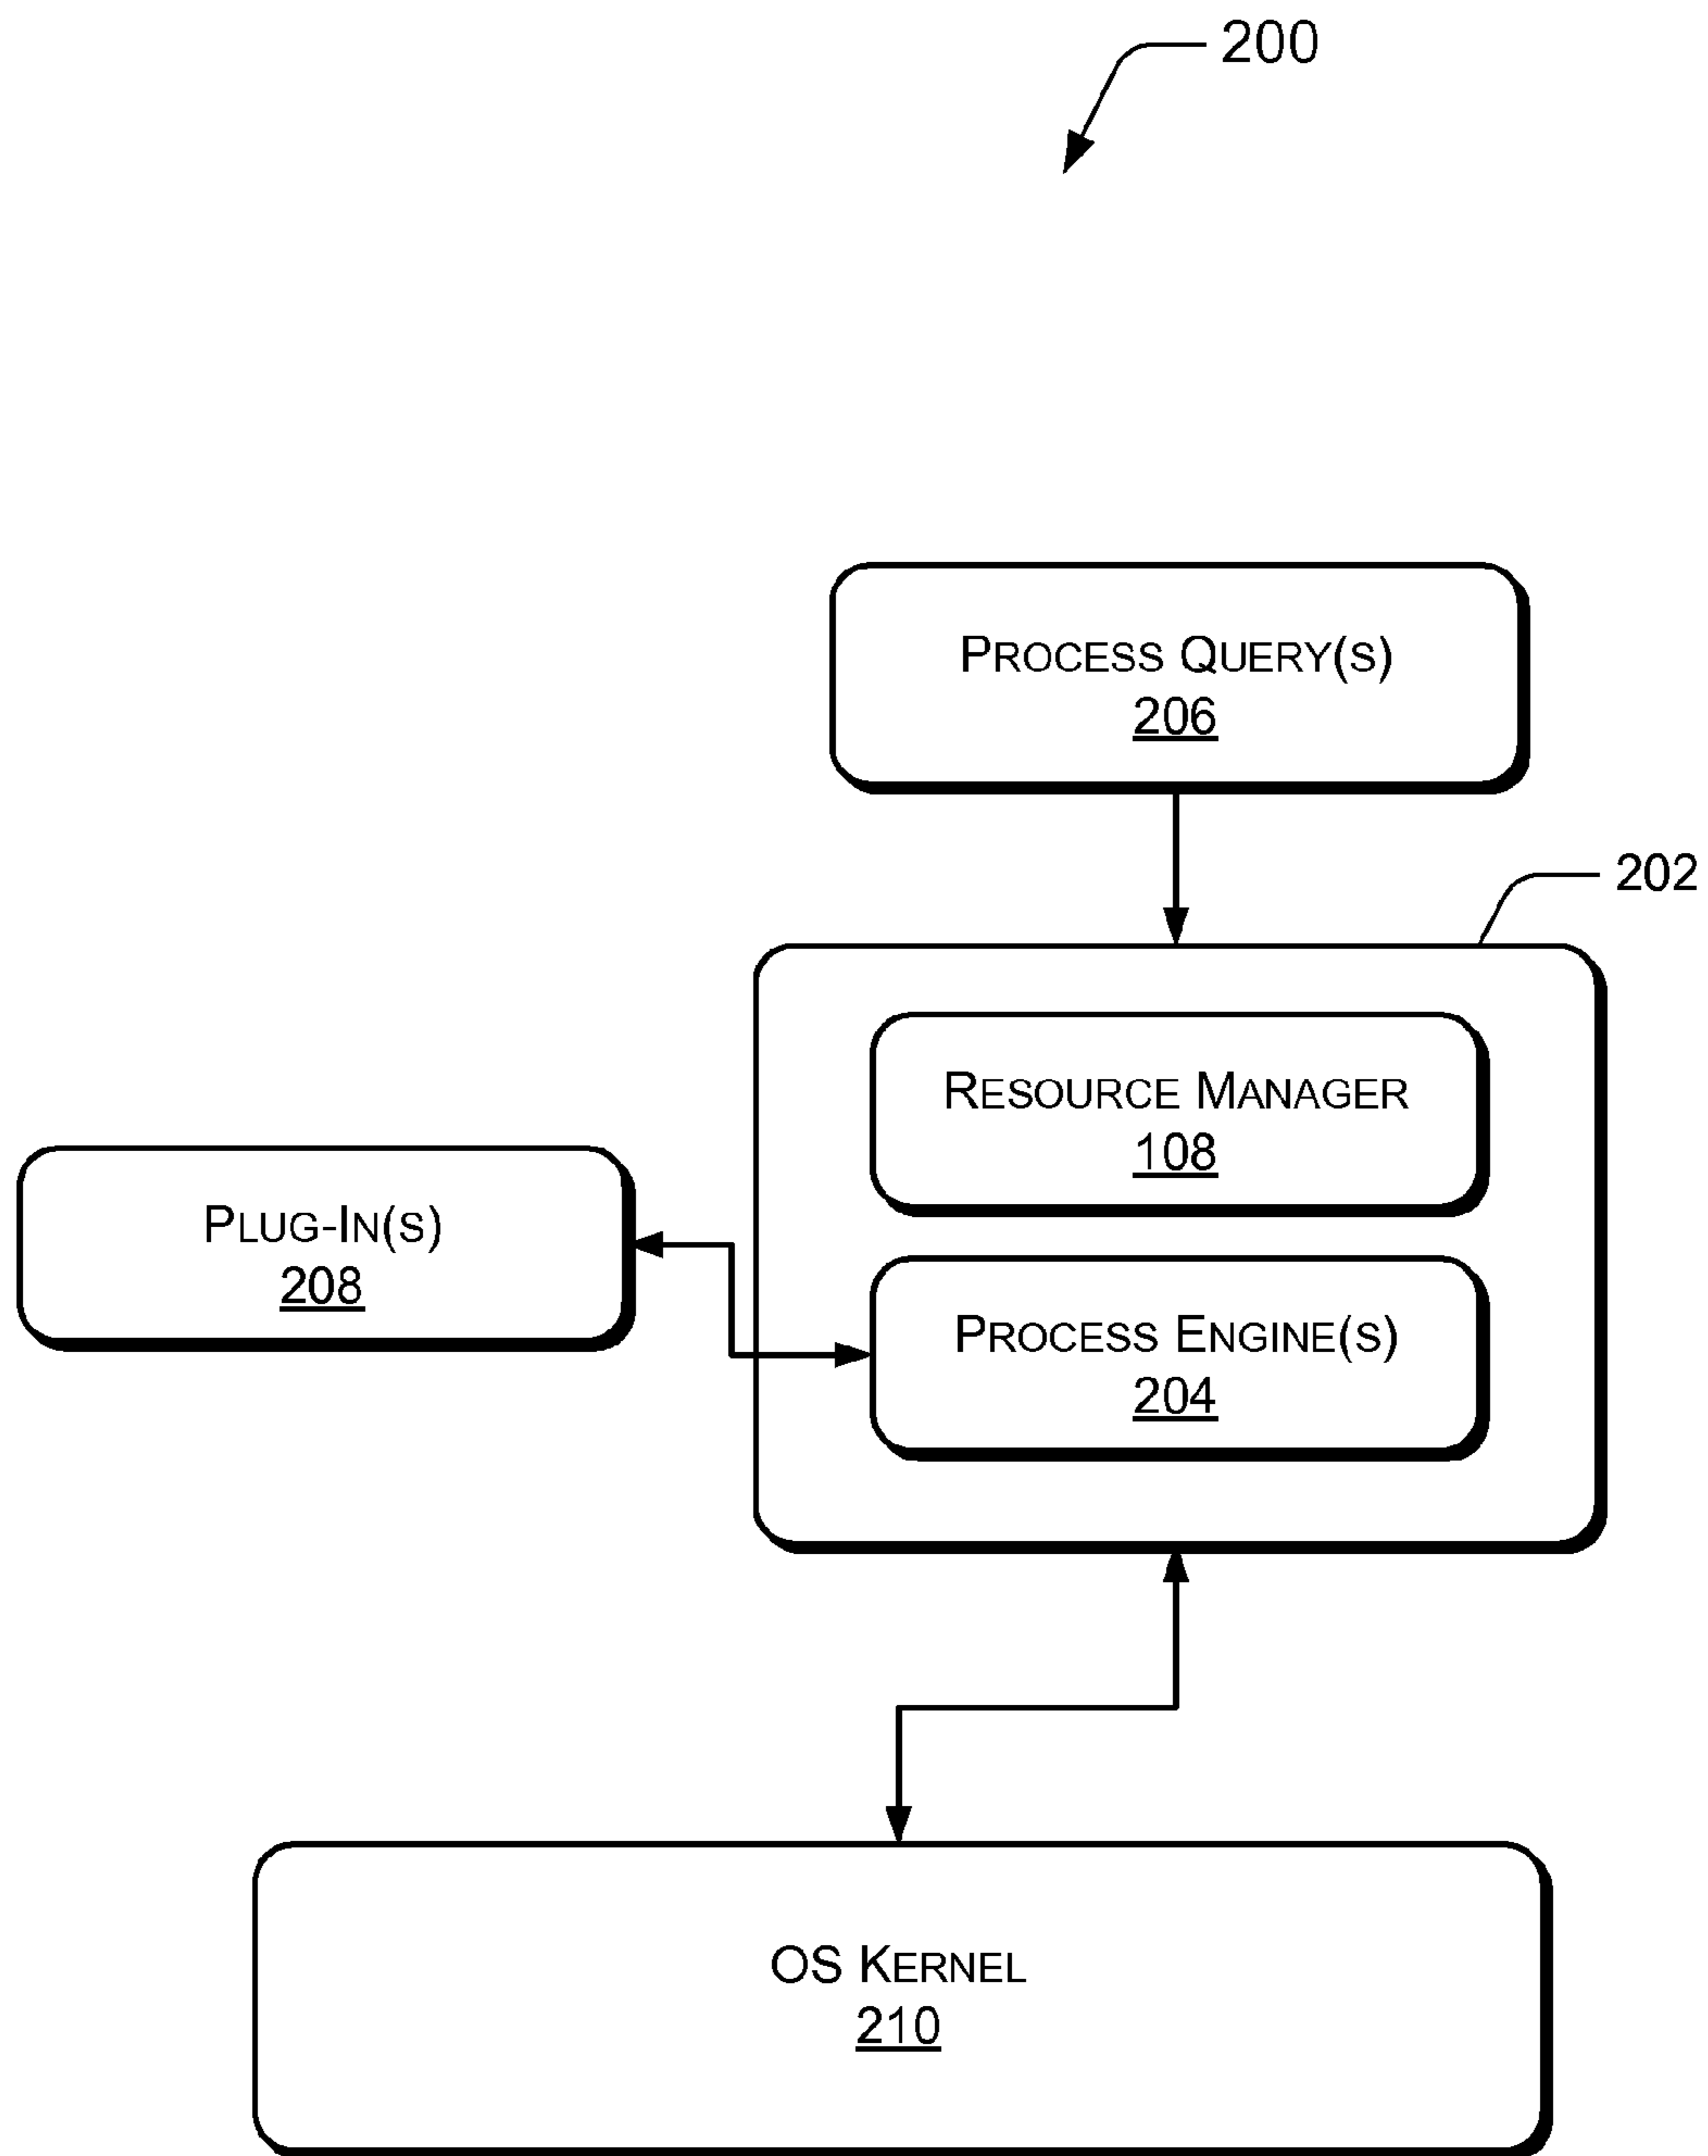 200
PROCESS QUERY(S)
206
202
RESOURCE MANAGER
108
PLUG-IN(S)
208
PROCESS ENGINE(S)
204
OS KERNEL
210